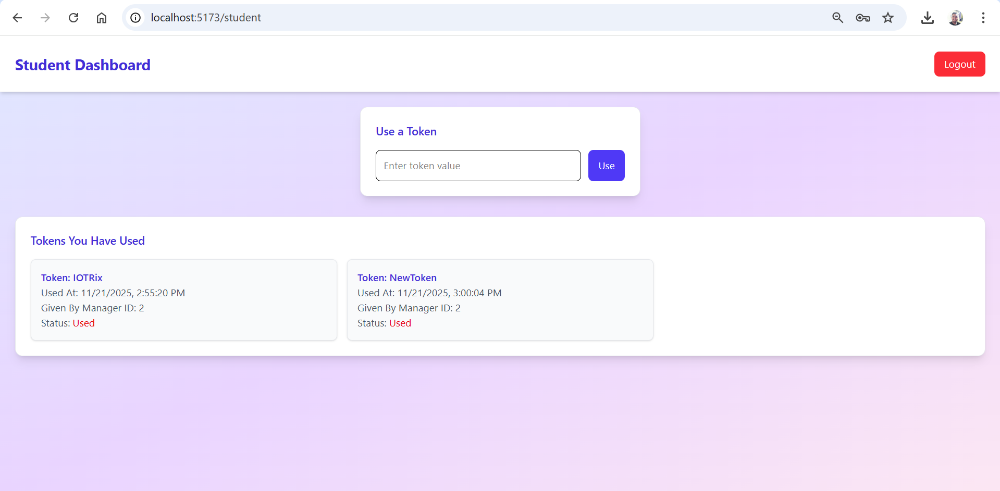 localhost:5173/student
Student Dashboard
Logout
Use a Token
Enter token value
Use
Tokens You Have Used
Token: IOTRix
Used At: 11/21/2025, 2:55:20 PM
Given By Manager ID: 2
Status: Used
Token: NewToken
Used At: 11/21/2025, 3:00:04 PM
Given By Manager ID: 2
Status: Used